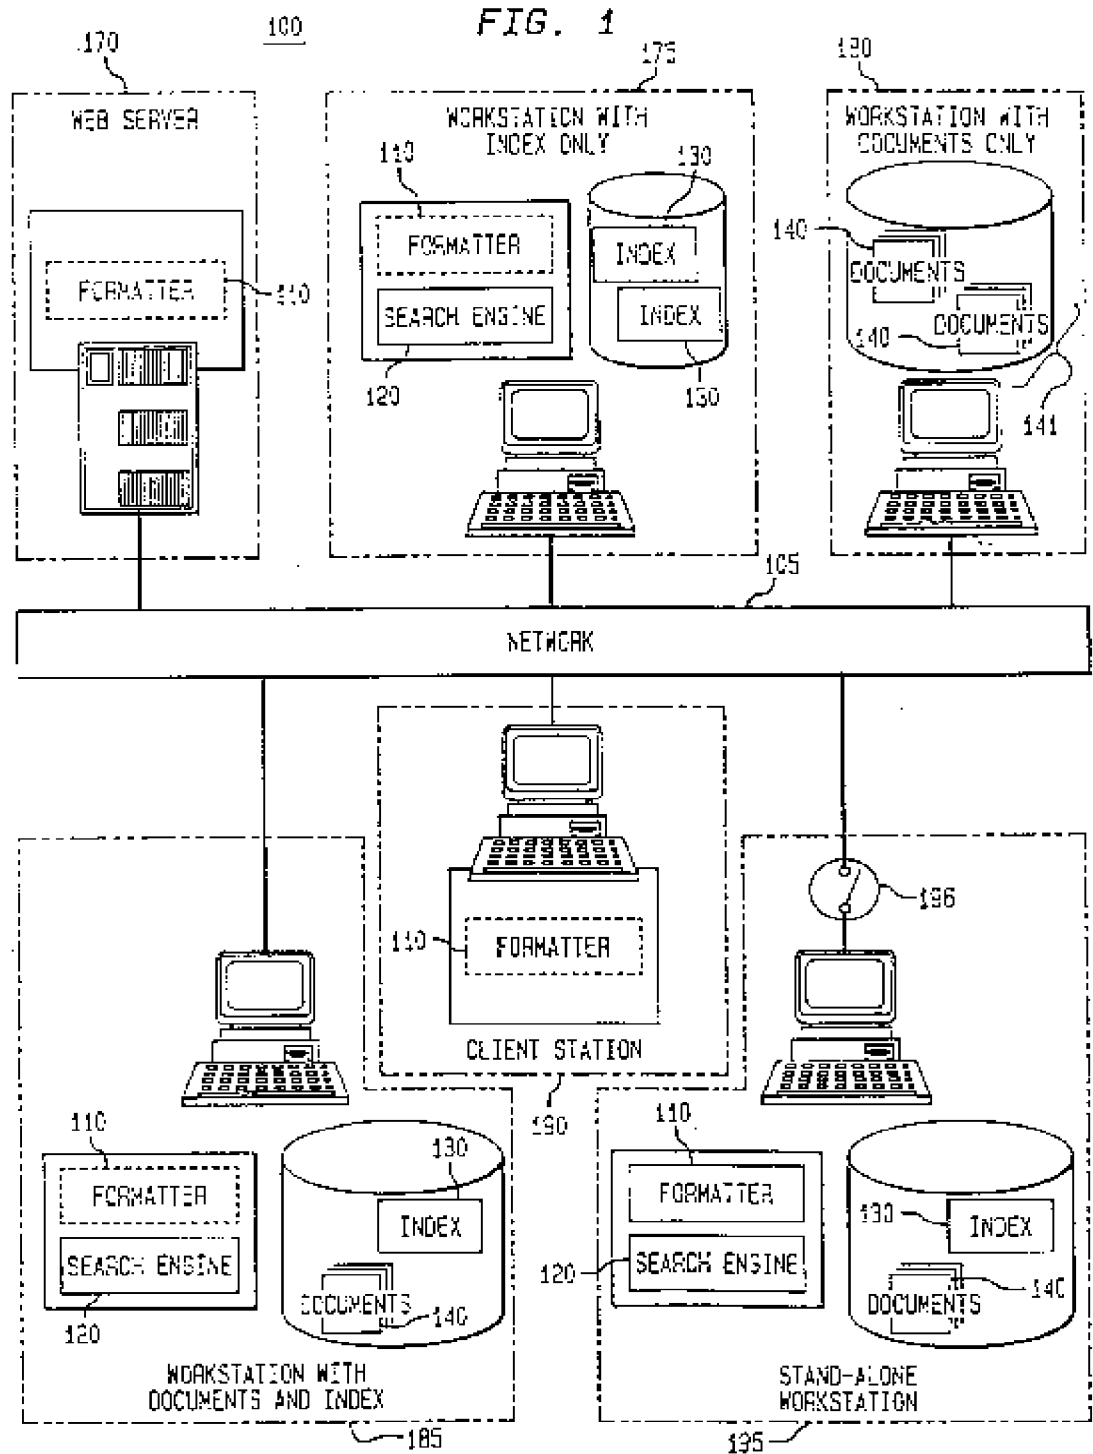 FIG. 1
100
170
175
180
WEB SERVER
WORKSTATION WITH
INDEX ONLY
WORKSTATION WITH
DOCUMENTS ONLY
110
130
FORMATTER
INDEX
140
DOCUMENTS
FORMATTER
110
SEARCH ENGINE
INDEX
DOCUMENTS
140
120
130
141
105
NETWORK
196
110
FORMATTER
CLIENT STATION
190
110
130
110
FORMATTER
INDEX
FORMATTER
130
INDEX
SEARCH ENGINE
120
SEARCH ENGINE
DOCUMENTS
140
DOCUMENTS
140
120
WORKSTATION WITH
DOCUMENTS AND INDEX
STAND-ALONE
WORKSTATION
185
195